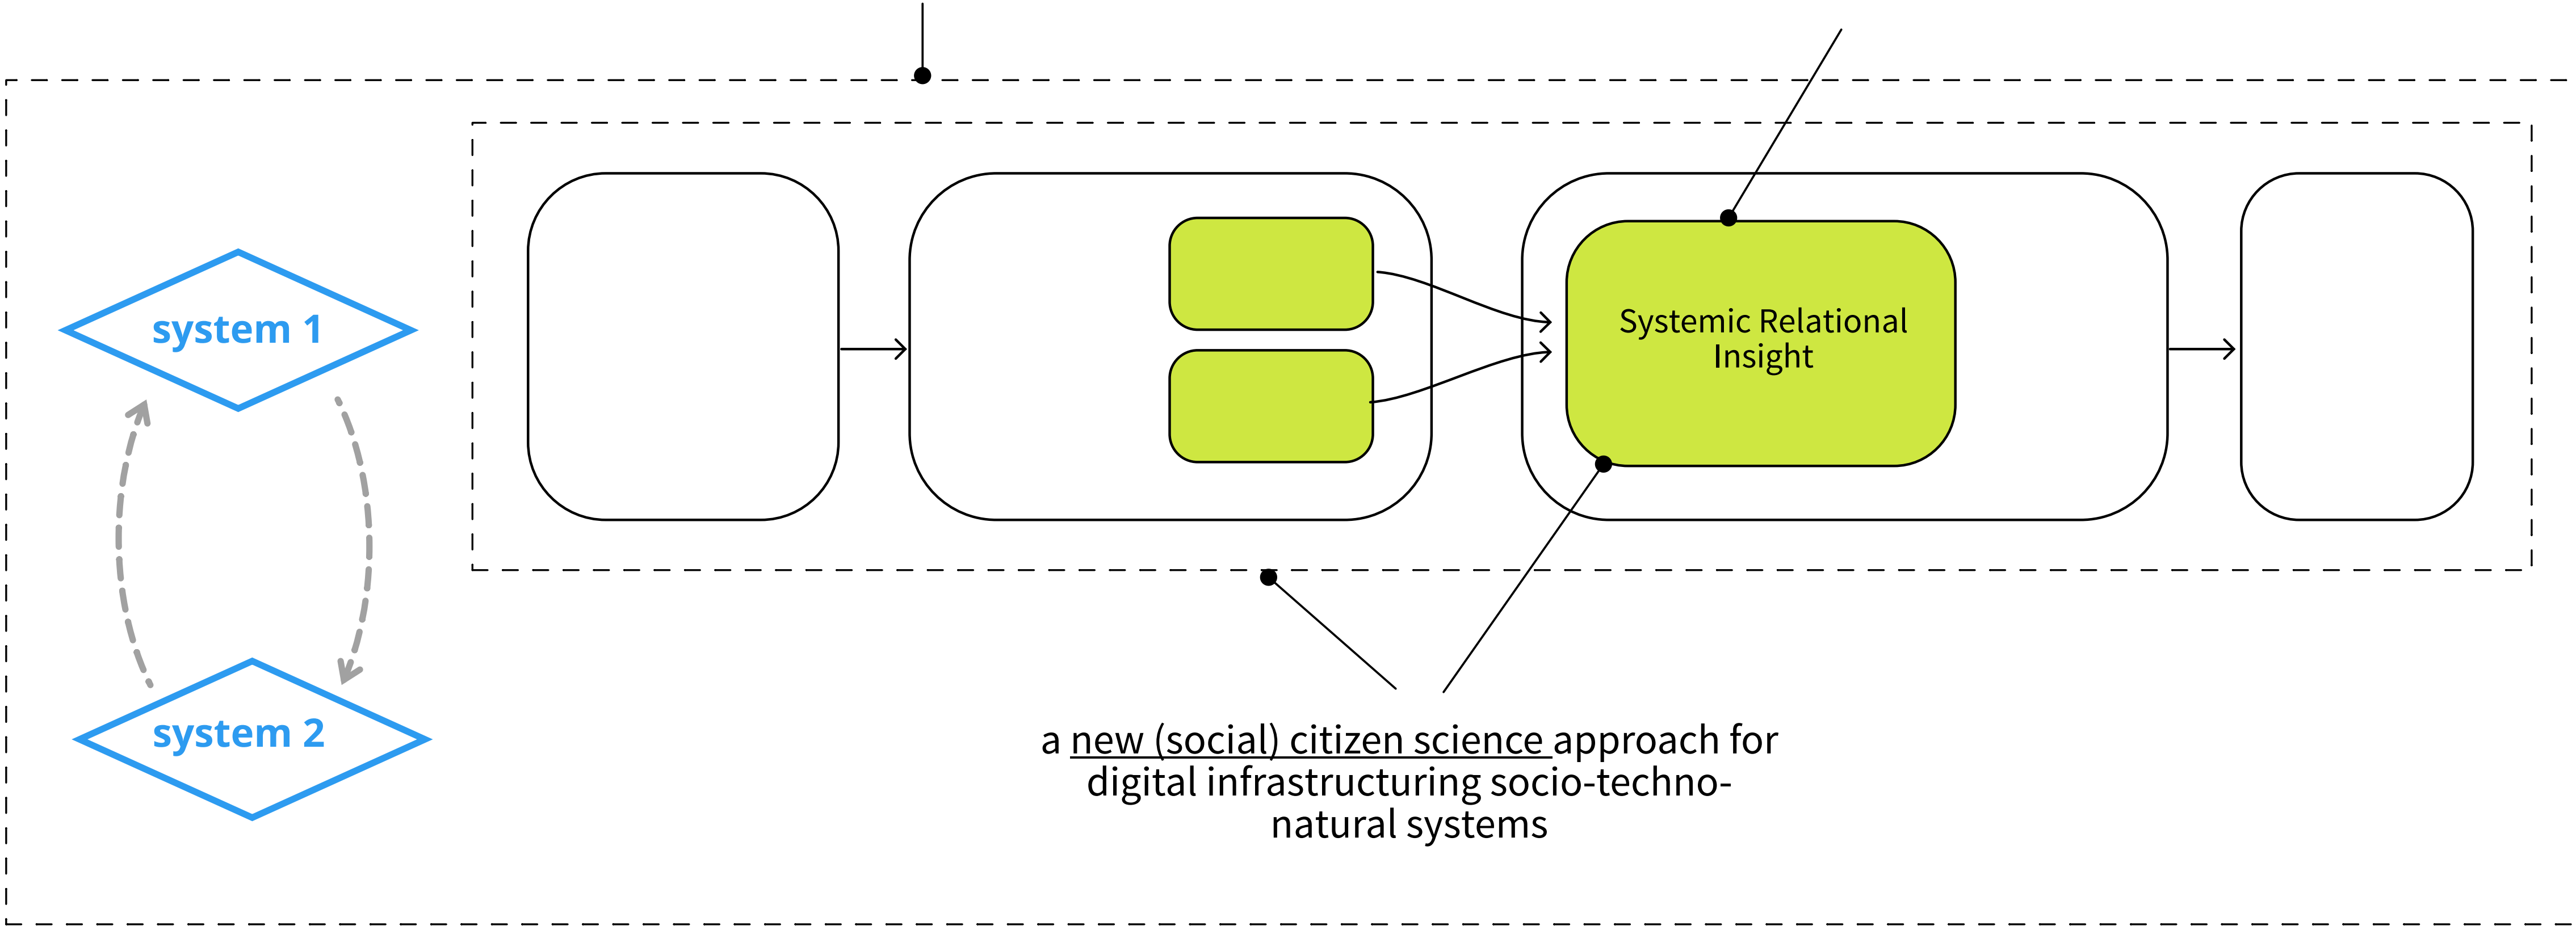 system 1
Systemic Relational
Insight
system 2
a new (social) citizen science approach for
digital infrastructuring socio-techno-
natural systems